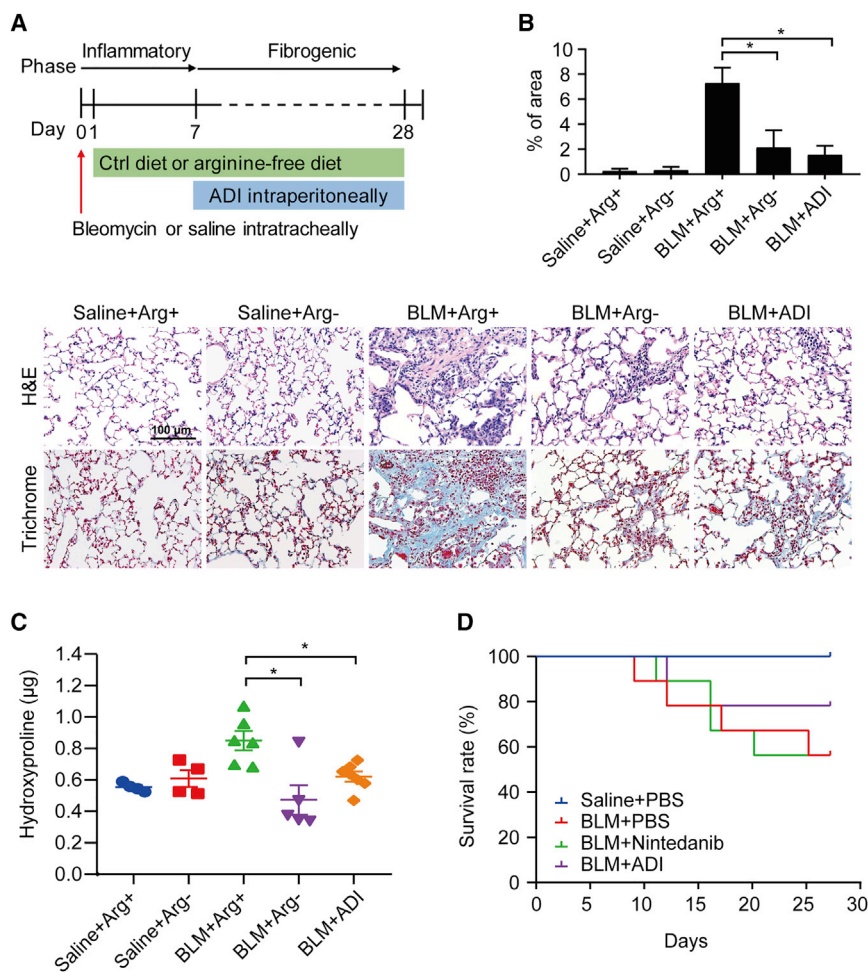 A
Phase
Inflammatory
Fibrogenic
Day
0 1 7 28
Ctrl diet or arginine-free diet
ADI intraperitoneally
Bleomycin or saline intratracheally
B
% of area
10
8
6
4
2
0
*
*
Saline+Arg+
Saline+Arg-
BLM+Arg+
BLM+Arg-
BLM+ADI
Saline+Arg+ Saline+Arg- BLM+Arg+ BLM+Arg- BLM+ADI
H&E
100 μm
Trichrome
C
Hydroxyproline (μg)
1.4
1.2
1.0
0.8
0.6
0.4
0.2
0.0
*
*
Saline+Arg+
Saline+Arg-
BLM+Arg+
BLM+Arg-
BLM+ADI
D
Survival rate (%)
100
80
60
40
20
0
Saline+PBS
BLM+PBS
BLM+Nintedanib
BLM+ADI
0 5 10 15 20 25 30
Days